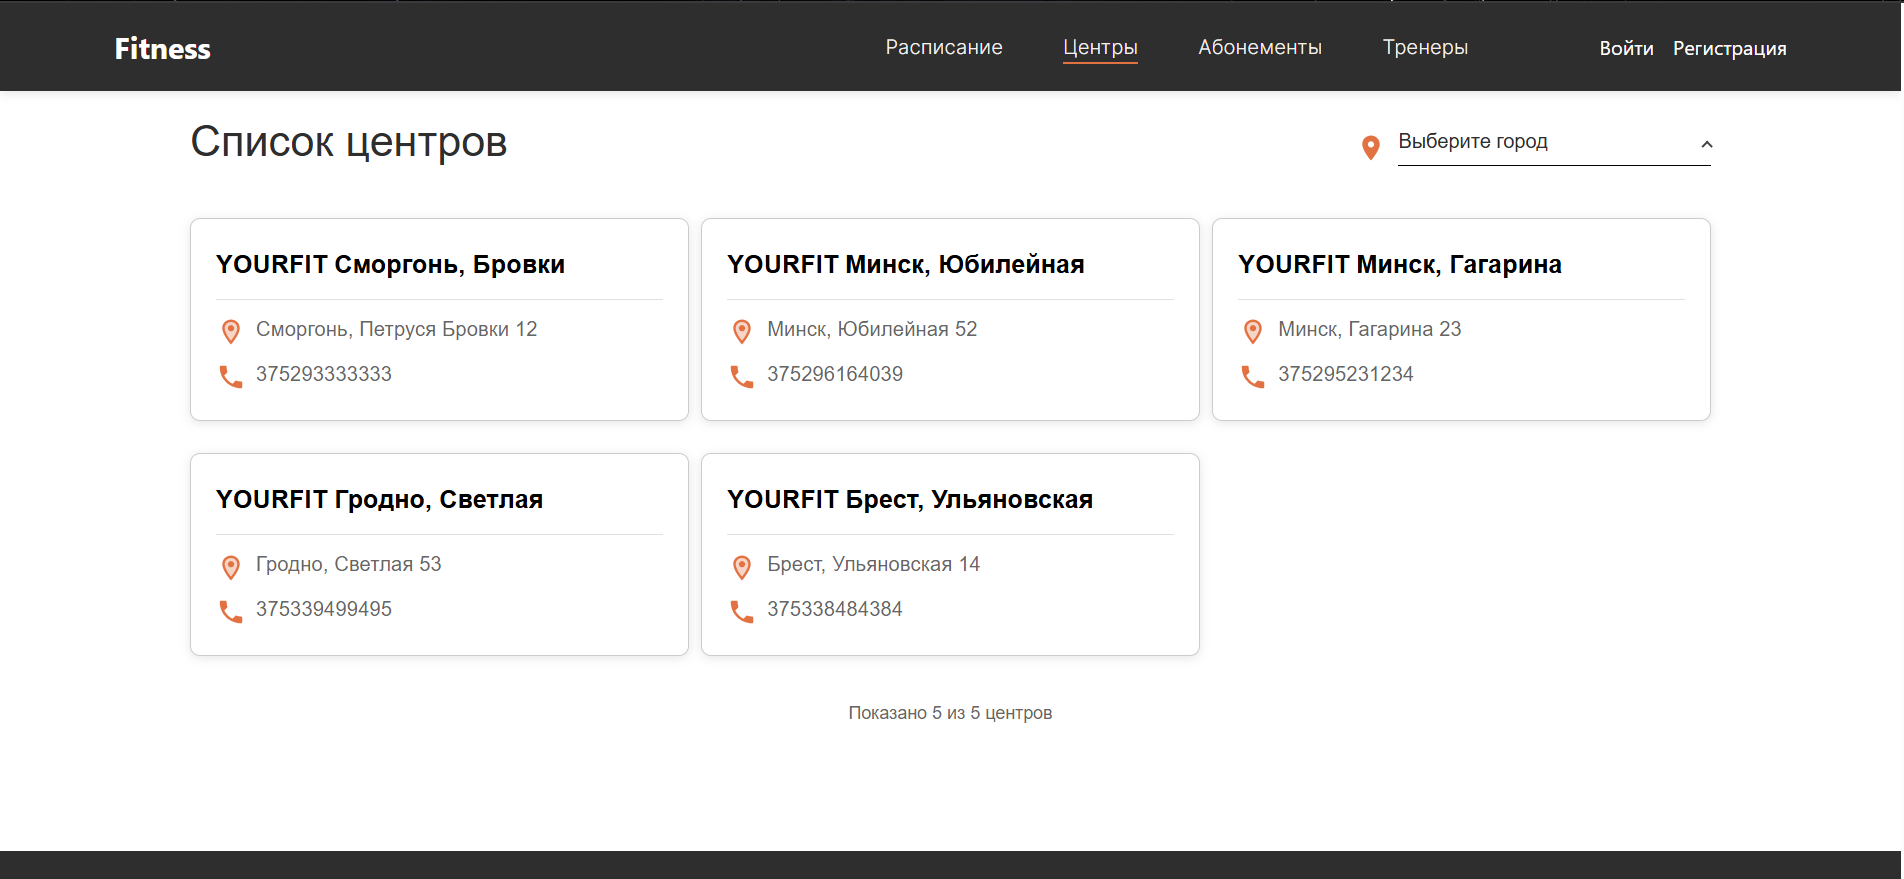 Fitness Расписание Центры Абонементы Тренеры Войти Регистрация
Список центров
Выберите город
YOURFIT Сморгонь, Бровки
Сморгонь, Петруся Бровки 12
375293333333
YOURFIT Минск, Юбилейная
Минск, Юбилейная 52
375296164039
YOURFIT Минск, Гагарина
Минск, Гагарина 23
375295231234
YOURFIT Гродно, Светлая
Гродно, Светлая 53
375339499495
YOURFIT Брест, Ульяновская
Брест, Ульяновская 14
375338484384
Показано 5 из 5 центров